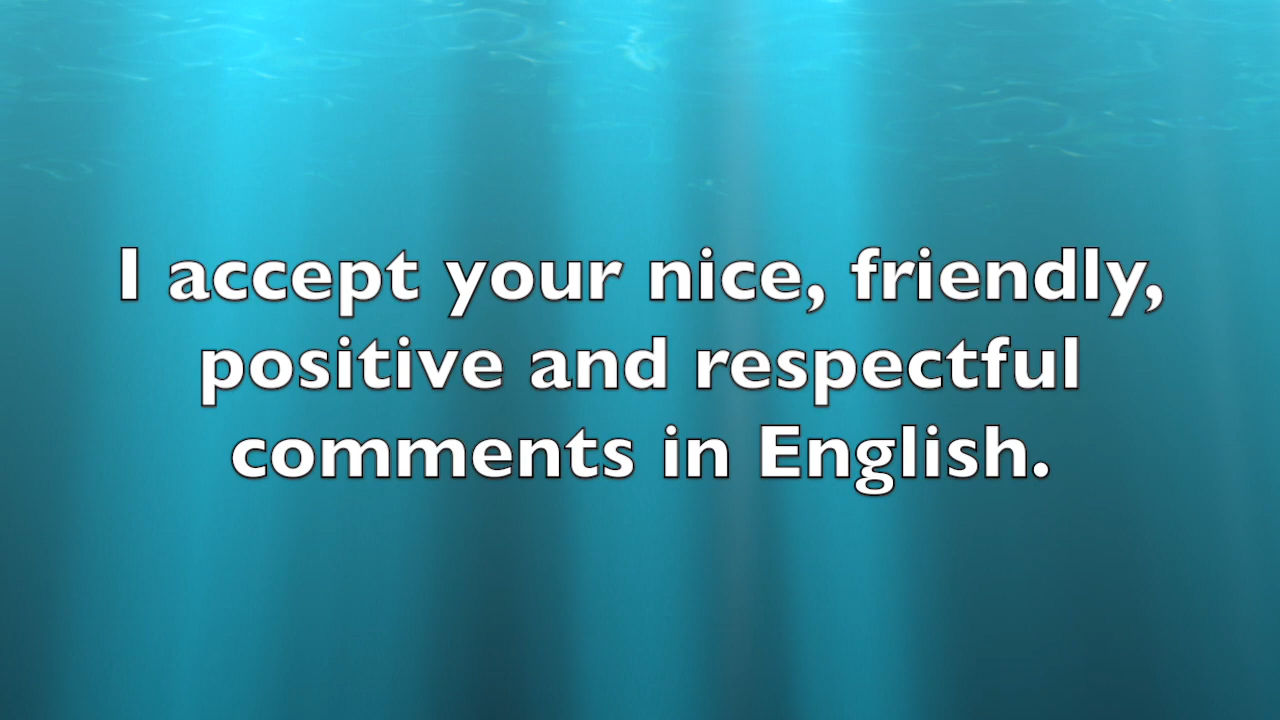 I accept your nice, friendly,
positive and respectful
comments in English.